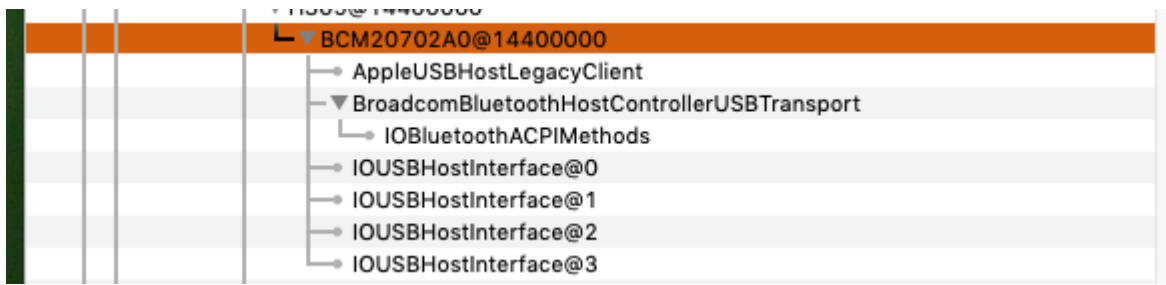 BCM20702A0@14400000
AppleUSBHostLegacyClient
BroadcomBluetoothHostControllerUSBTransport
IOBluetoothACPIMethods
IOUSBHostInterface@0
IOUSBHostInterface@1
IOUSBHostInterface@2
IOUSBHostInterface@3